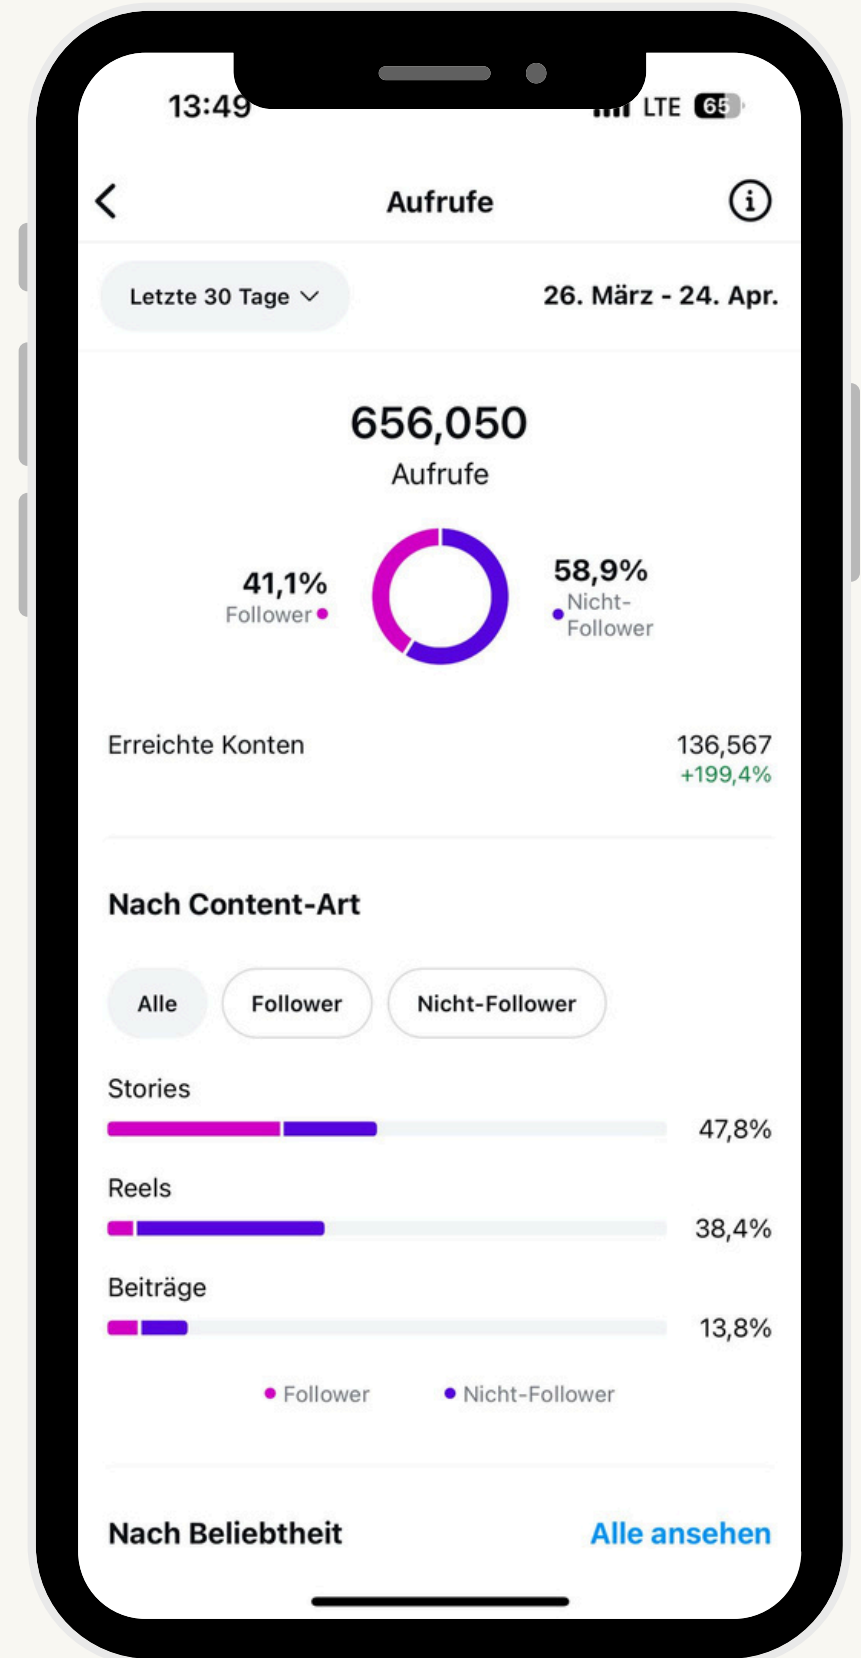 13:49 LTE 65
Aufrufe
Letzte 30 Tage 26. März - 24. Apr.
656,050
Aufrufe
41,1%
Follower
58,9%
Nicht-
Follower
Erreichte Konten 136,567
+199,4%
Nach Content-Art
Alle Follower Nicht-Follower
Stories
47,8%
Reels
38,4%
Beiträge
13,8%
Follower Nicht-Follower
Nach Beliebtheit Alle ansehen